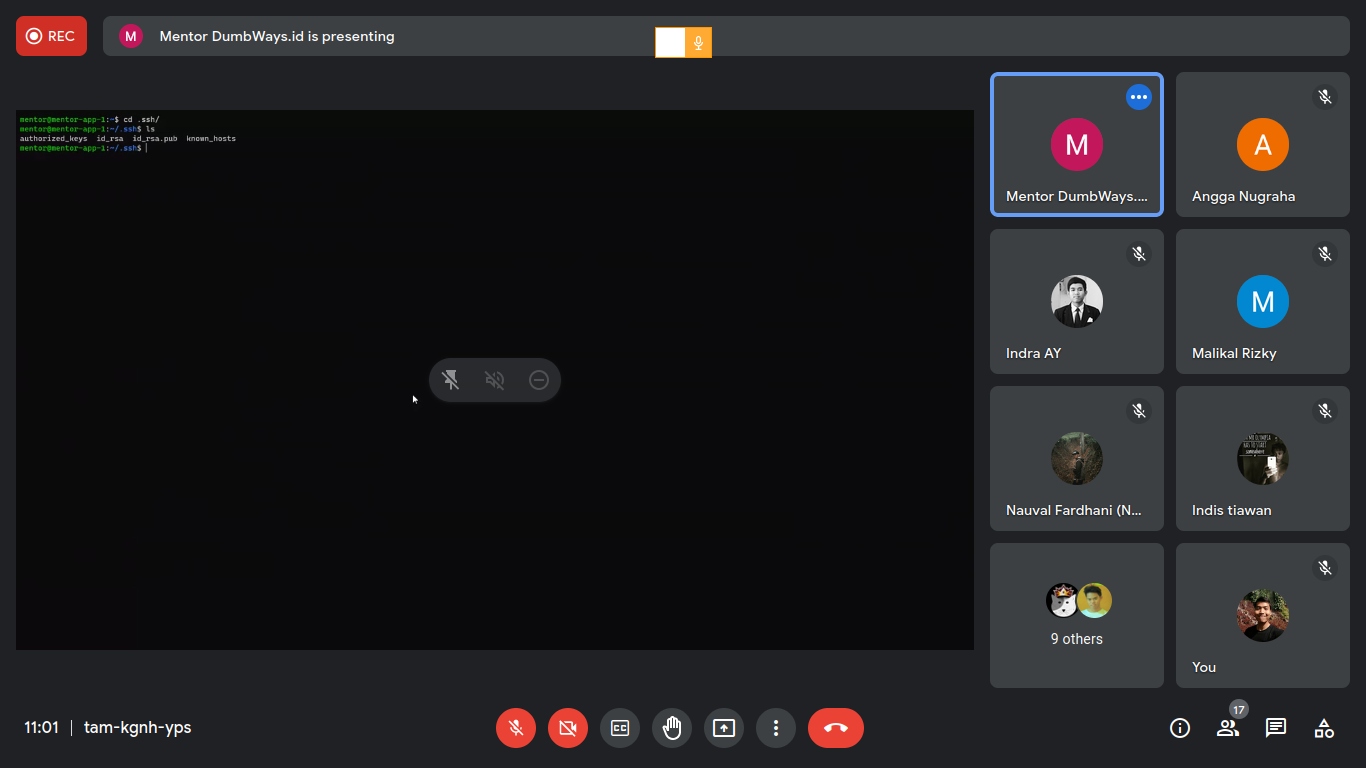 REC
M
Mentor DumbWays.id is presenting
mentor@mentor-app-1:~$ cd .ssh/
mentor@mentor-app-1:~/.ssh$ ls
authorized_keys id_rsa id_rsa.pub known_hosts
mentor@mentor-app-1:~/.ssh$
M
Mentor DumbWays....
A
Angga Nugraha
Indra AY
M
Malikal Rizky
Nauval Fardhani (N...
Indis tiawan
9 others
You
11:01 | tam-kgnh-yps
CC
17